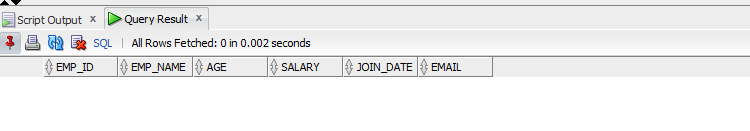 Script Output x Query Result x
SQL | All Rows Fetched: 0 in 0.002 seconds
EMP_ID EMP_NAME AGE SALARY JOIN_DATE EMAIL